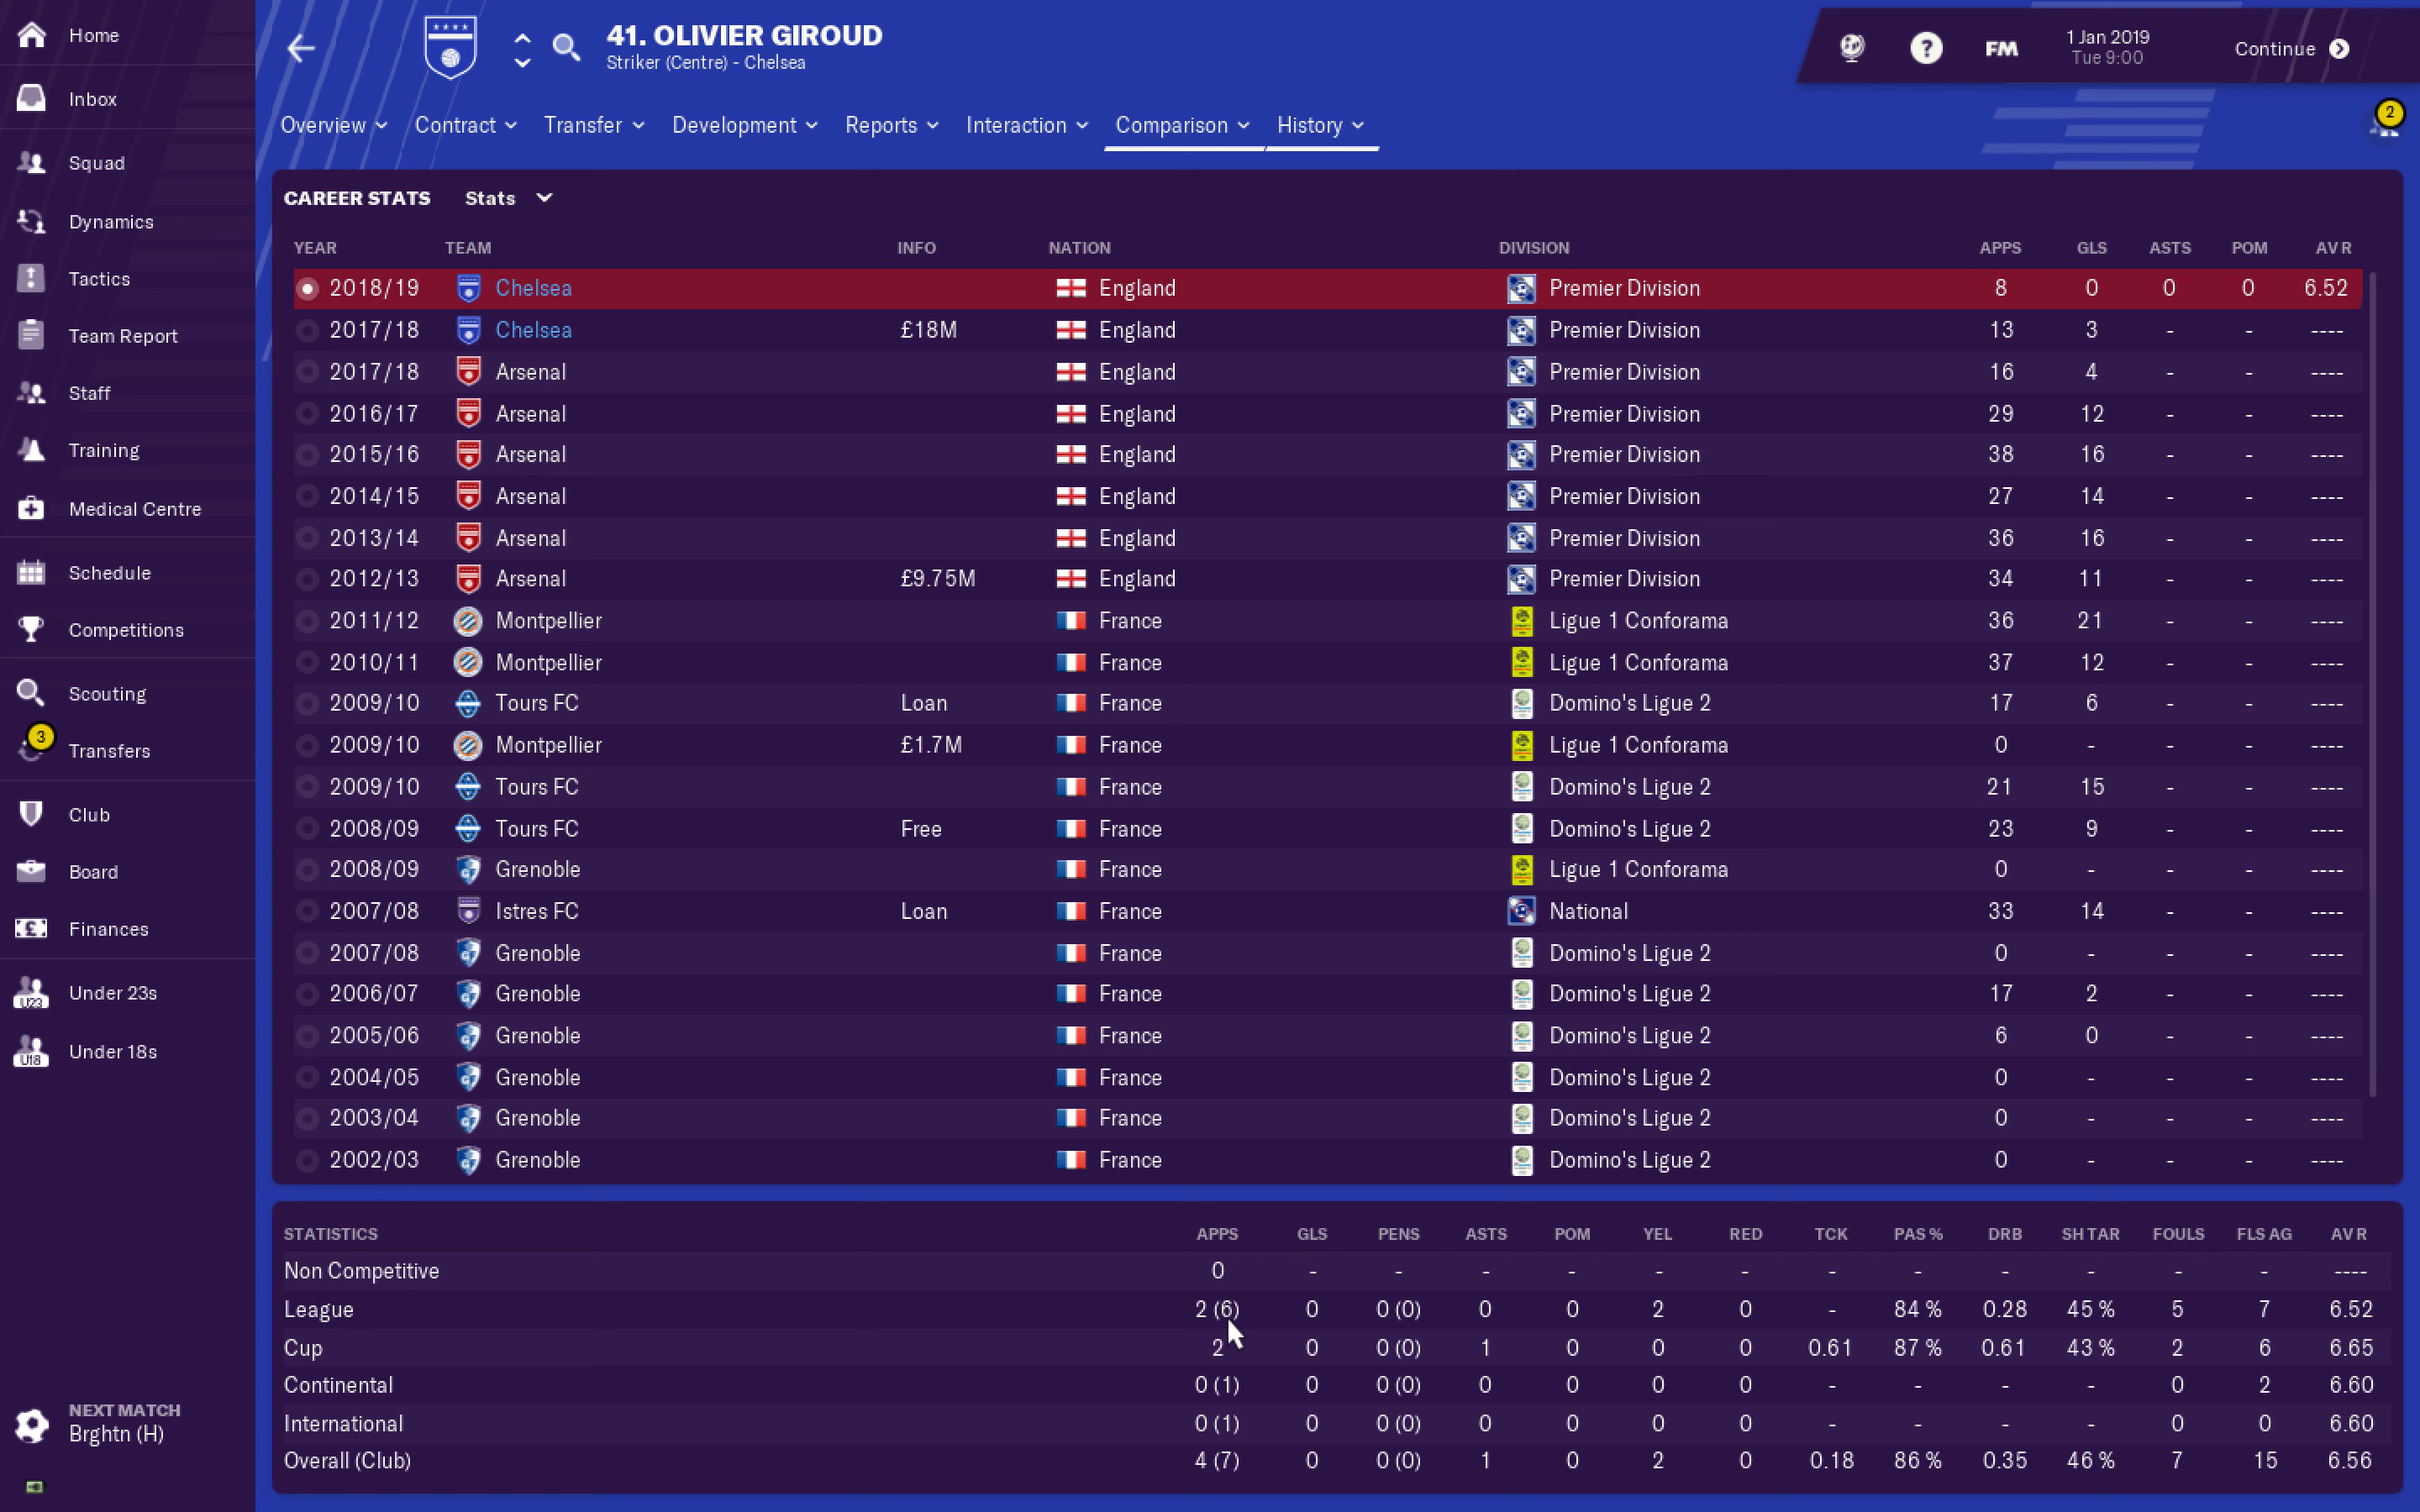 Home
Inbox
Squad
Dynamics
Tactics
Team Report
Staff
Training
Medical Centre
Schedule
Competitions
Scouting
3
Transfers
Club
Board
Finances
U23 Under 23s
U18 Under 18s
NEXT MATCH
Brghtn (H)
41. OLIVIER GIROUD
Striker (Centre) - Chelsea
? FM 1 Jan 2019 Continue
Tue 9:00
Overview Contract Transfer Development Reports Interaction Comparison History 2
CAREER STATS Stats
YEAR TEAM INFO NATION DIVISION APPS GLS ASTS POM AV R
2018/19 Chelsea England Premier Division 8 0 0 0 6.52
2017/18 Chelsea £18M England Premier Division 13 3 - - ----
2017/18 Arsenal England Premier Division 16 4 - - ----
2016/17 Arsenal England Premier Division 29 12 - - ----
2015/16 Arsenal England Premier Division 38 16 - - ----
2014/15 Arsenal England Premier Division 27 14 - - ----
2013/14 Arsenal England Premier Division 36 16 - - ----
2012/13 Arsenal £9.75M England Premier Division 34 11 - - ----
2011/12 Montpellier France Ligue 1 Conforama 36 21 - - ----
2010/11 Montpellier France Ligue 1 Conforama 37 12 - - ----
2009/10 Tours FC Loan France Domino's Ligue 2 17 6 - - ----
2009/10 Montpellier £1.7M France Ligue 1 Conforama 0 - - - ----
2009/10 Tours FC France Domino's Ligue 2 21 15 - - ----
2008/09 Tours FC Free France Domino's Ligue 2 23 9 - - ----
2008/09 Grenoble France Ligue 1 Conforama 0 - - - ----
2007/08 Istres FC Loan France National 33 14 - - ----
2007/08 Grenoble France Domino's Ligue 2 0 - - - ----
2006/07 Grenoble France Domino's Ligue 2 17 2 - - ----
2005/06 Grenoble France Domino's Ligue 2 6 0 - - ----
2004/05 Grenoble France Domino's Ligue 2 0 - - - ----
2003/04 Grenoble France Domino's Ligue 2 0 - - - ----
2002/03 Grenoble France Domino's Ligue 2 0 - - - ----
STATISTICS APPS GLS PENS ASTS POM YEL RED TCK PAS % DRB SH TAR FOULS FLS AG AV R
Non Competitive 0 - - - - - - - - - - - - ----
League 2 (6) 0 0 (0) 0 0 2 0 - 84 % 0.28 45 % 5 7 6.52
Cup 2 0 0 (0) 1 0 0 0 0.61 87 % 0.61 43 % 2 6 6.65
Continental 0 (1) 0 0 (0) 0 0 0 0 - - - - 0 2 6.60
International 0 (1) 0 0 (0) 0 0 0 0 - - - - 0 0 6.60
Overall (Club) 4 (7) 0 0 (0) 1 0 2 0 0.18 86 % 0.35 46 % 7 15 6.56